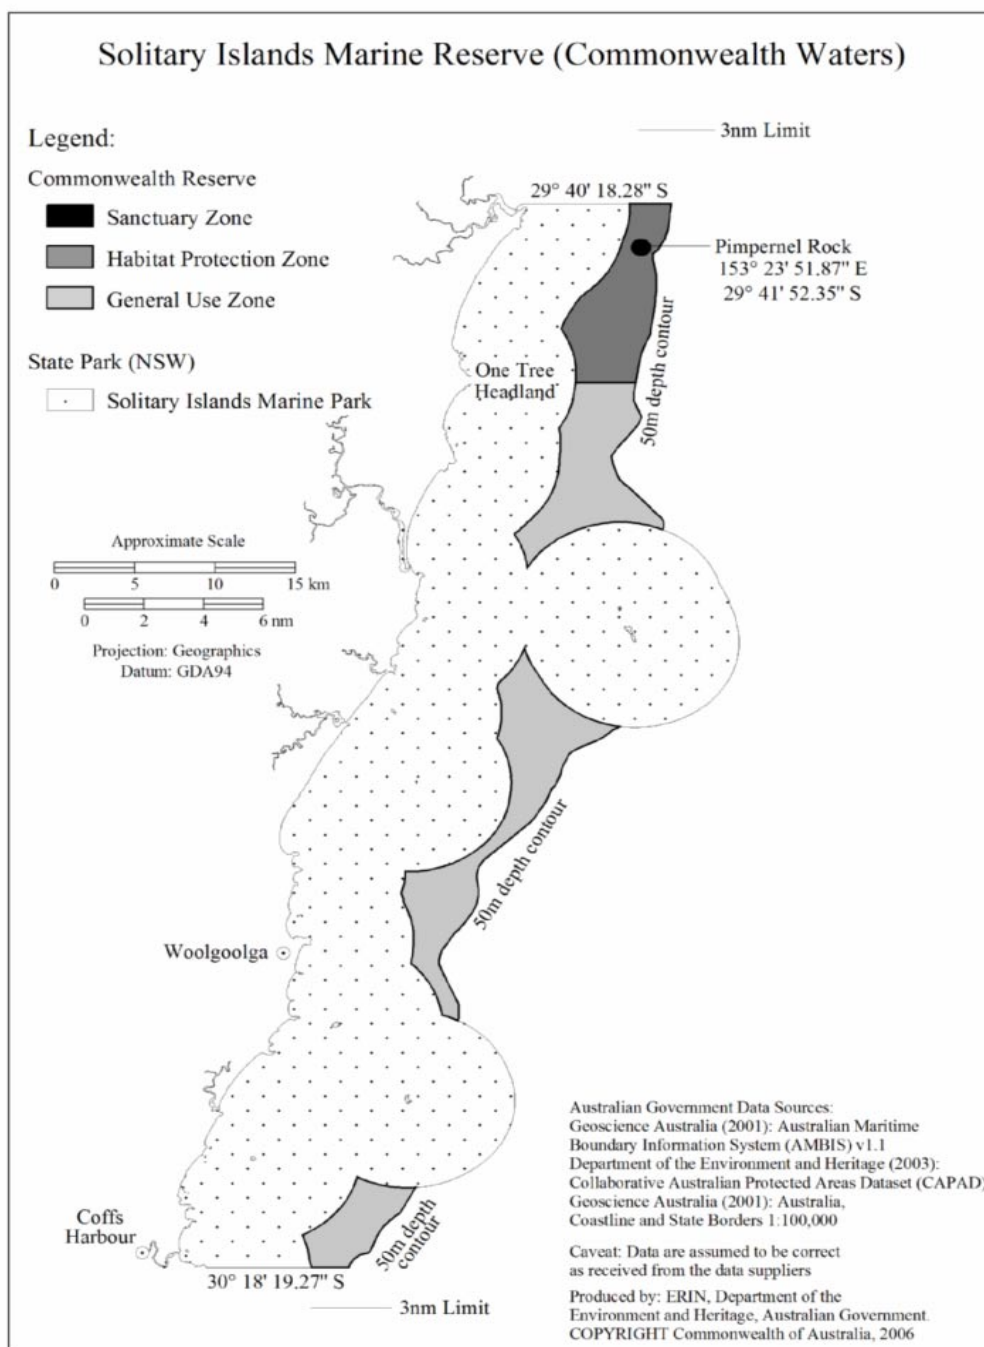 Solitary Islands Marine Reserve (Commonwealth Waters)
Legend:
Commonwealth Reserve
Sanctuary Zone
Habitat Protection Zone
General Use Zone
State Park (NSW)
Solitary Islands Marine Park
3nm Limit
29° 40' 18.28" S
Pimpernel Rock
153° 23' 51.87" E
29° 41' 52.35" S
One Tree
Headland
50m depth contour
Approximate Scale
0 5 10 15 km
0 2 4 6 nm
Projection: Geographics
Datum: GDA94
50m depth contour
Woolgoolga
Coffs
Harbour
50m depth
contour
30° 18' 19.27" S
3nm Limit
Australian Government Data Sources:
Geoscience Australia (2001): Australian Maritime
Boundary Information System (AMBIS) v1.1
Department of the Environment and Heritage (2003):
Collaborative Australian Protected Areas Dataset (CAPAD)
Geoscience Australia (2001): Australia,
Coastline and State Borders 1:100,000
Caveat: Data are assumed to be correct
as received from the data suppliers
Produced by: ERIN, Department of the
Environment and Heritage, Australian Government.
COPYRIGHT Commonwealth of Australia, 2006